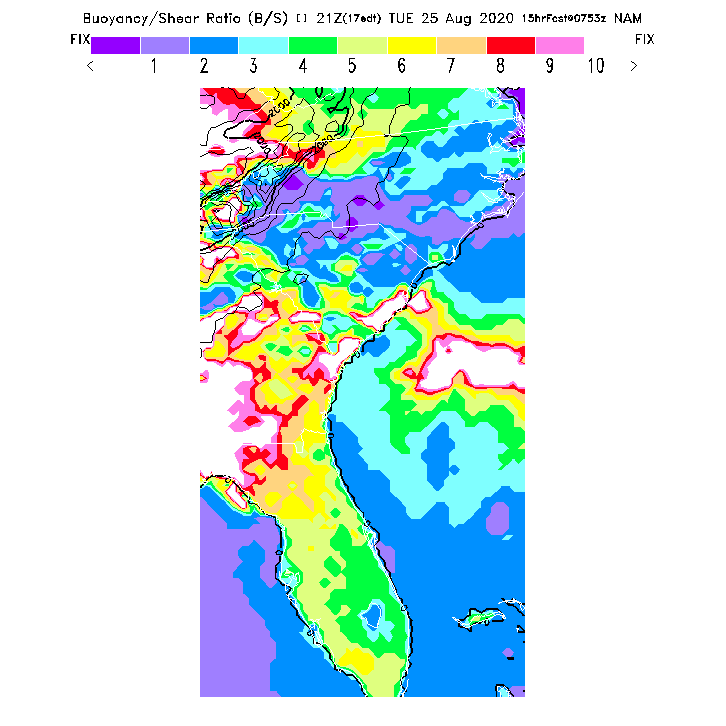 Buoyancy/Shear Ratio (B/S) [] 21Z(17edt) TUE 25 Aug 2020 15hrFcst@0753z NAM
FIX FIX
< 1 2 3 4 5 6 7 8 9 10 >
2000